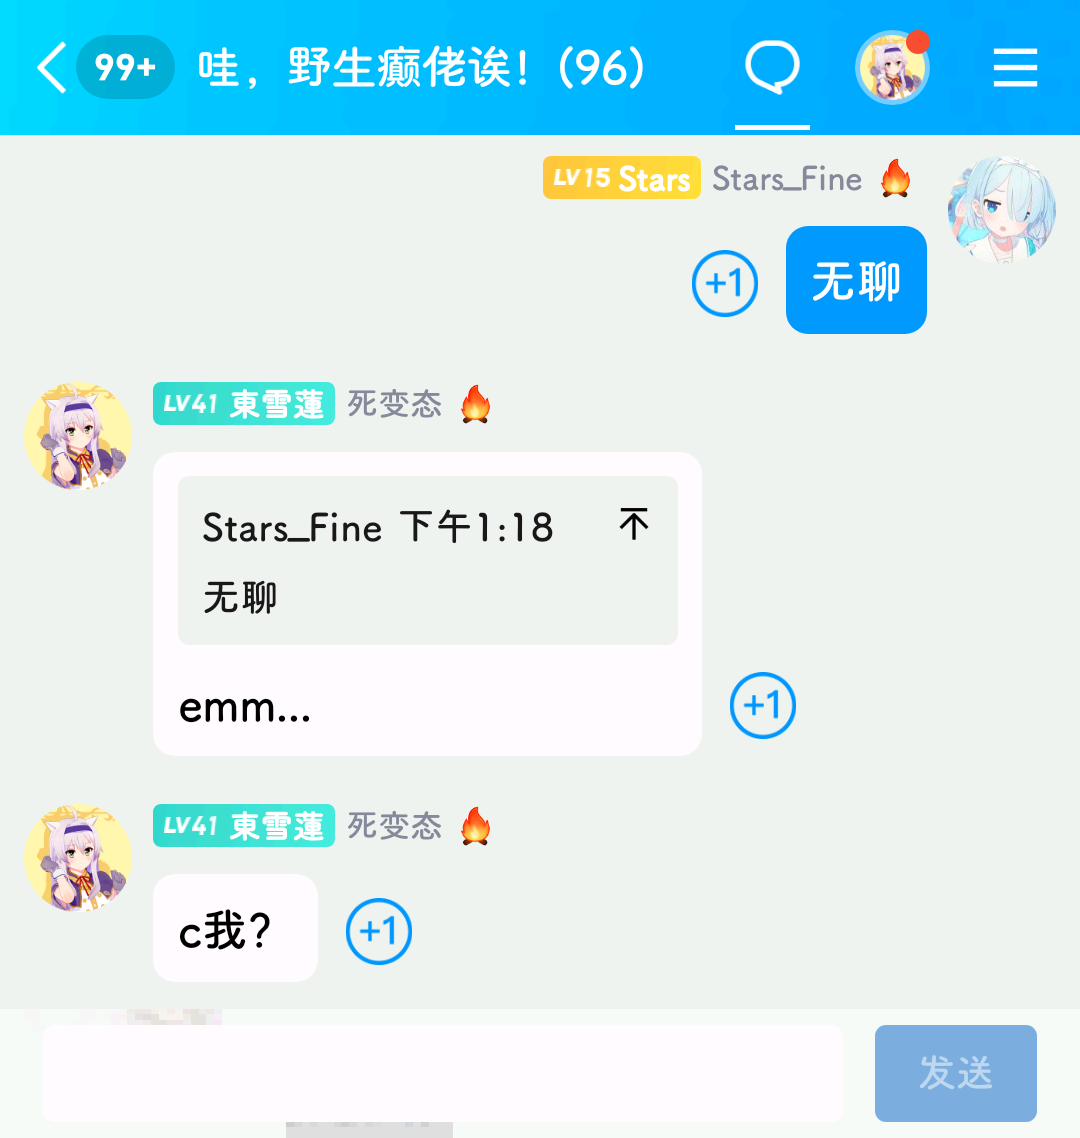 99+ 哇，野生癫佬诶！(96)
LV15 Stars Stars_Fine
+1 无聊
LV41 東雪蓮 死变态
Stars_Fine 下午1:18
无聊
emm...
+1
LV41 東雪蓮 死变态
c我？
+1
发送